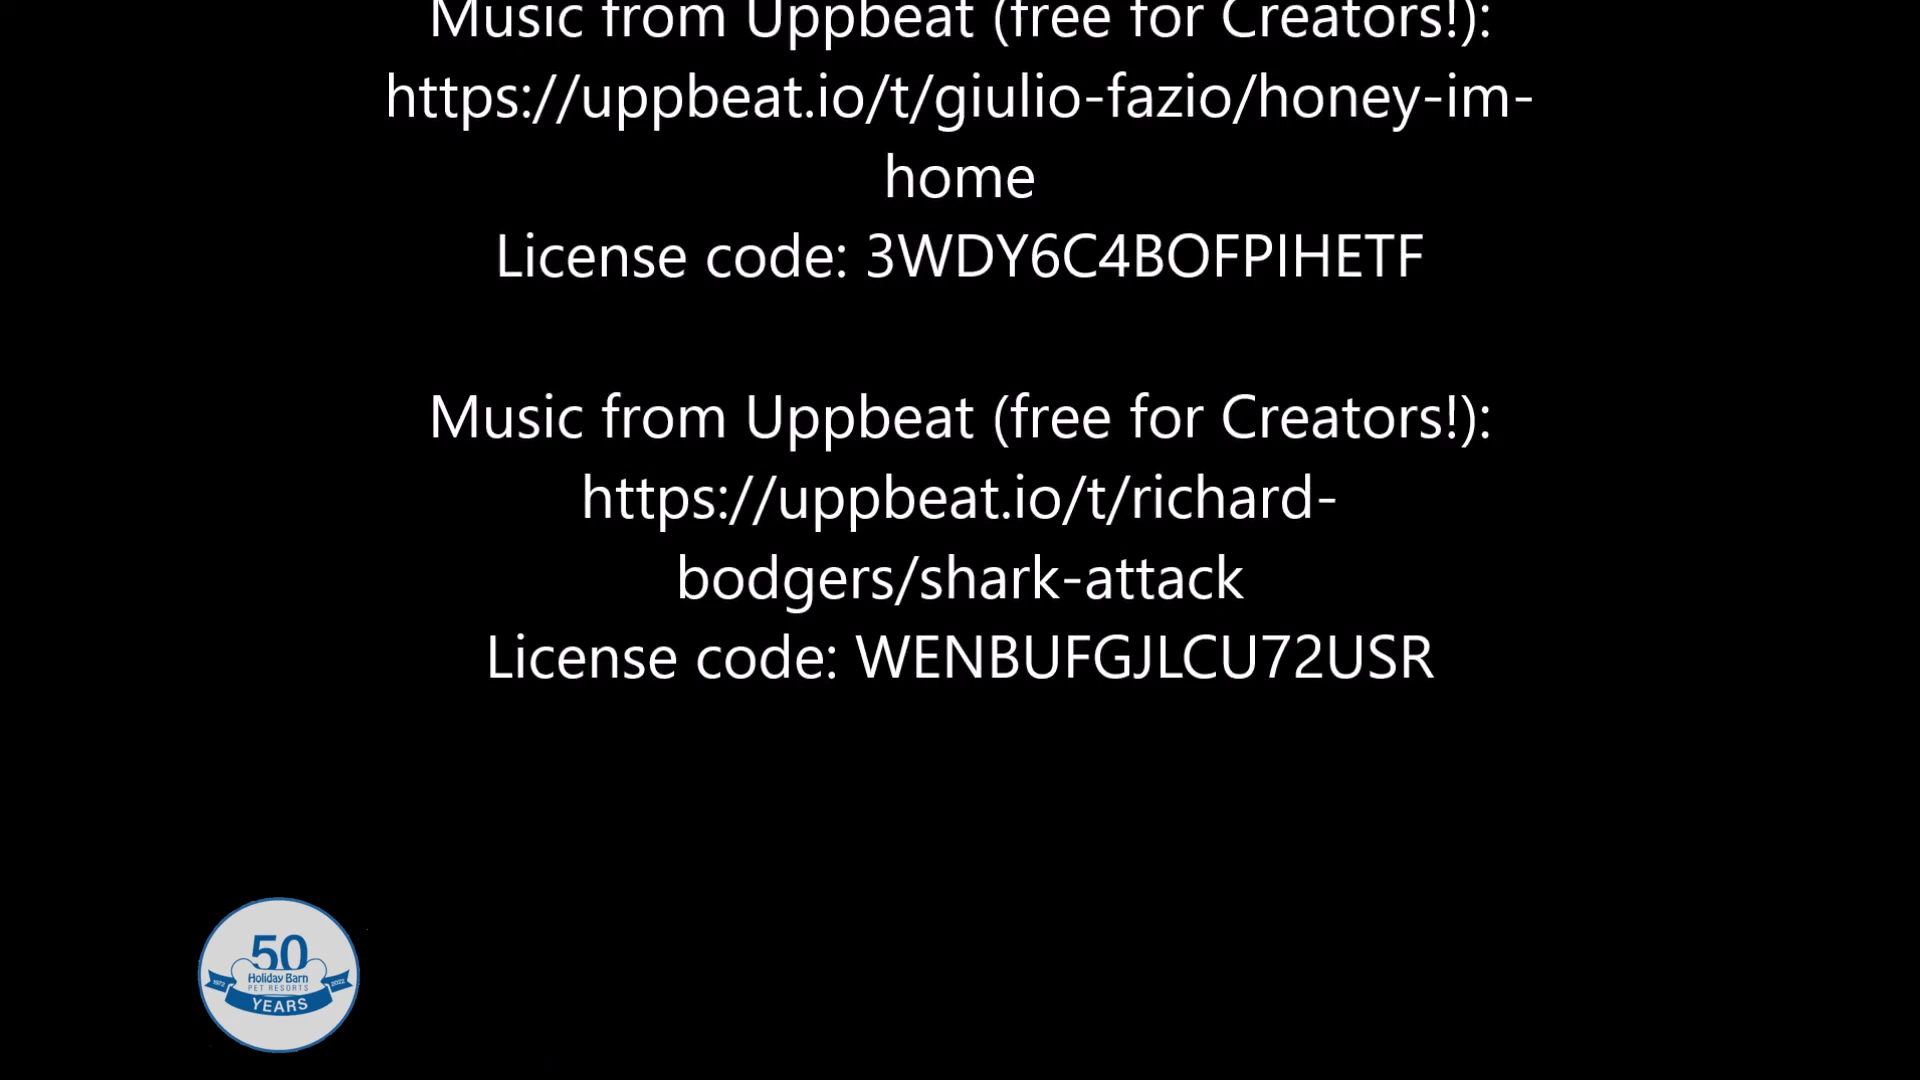 Music from Uppbeat (free for Creators!):
https://uppbeat.io/t/giulio-fazio/honey-im-
home
License code: 3WDY6C4BOFPIHETF
Music from Uppbeat (free for Creators!):
https://uppbeat.io/t/richard-
bodgers/shark-attack
License code: WENBUFGJLCU72USR
50
Holiday Barn
1972 PET RESORTS 2022
YEARS